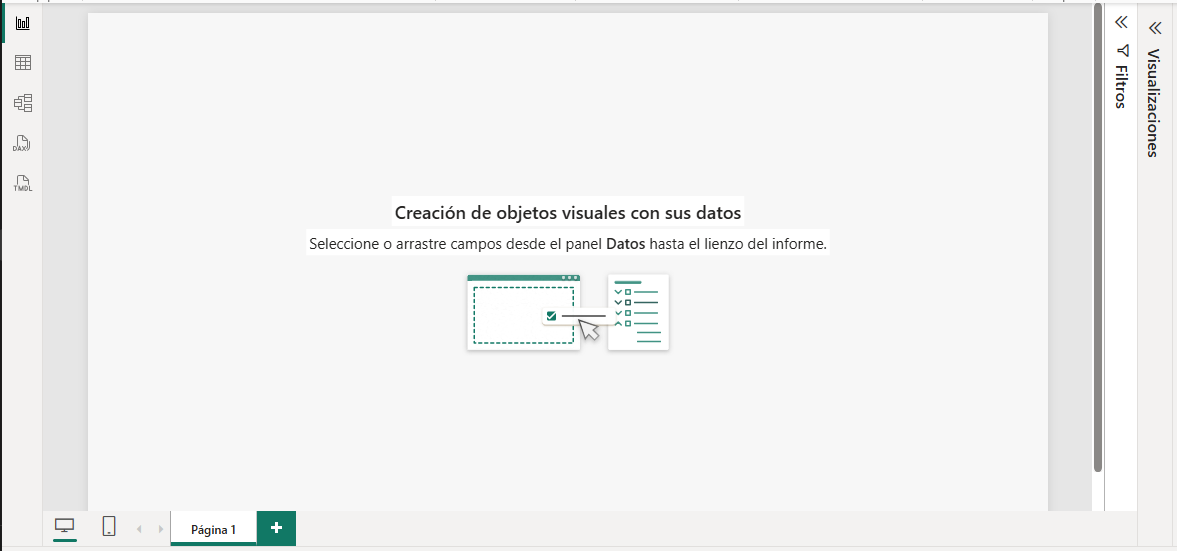 Filtros
Visualizaciones
DAX
TMDL
Creación de objetos visuales con sus datos
Seleccione o arrastre campos desde el panel Datos hasta el lienzo del informe.
Página 1